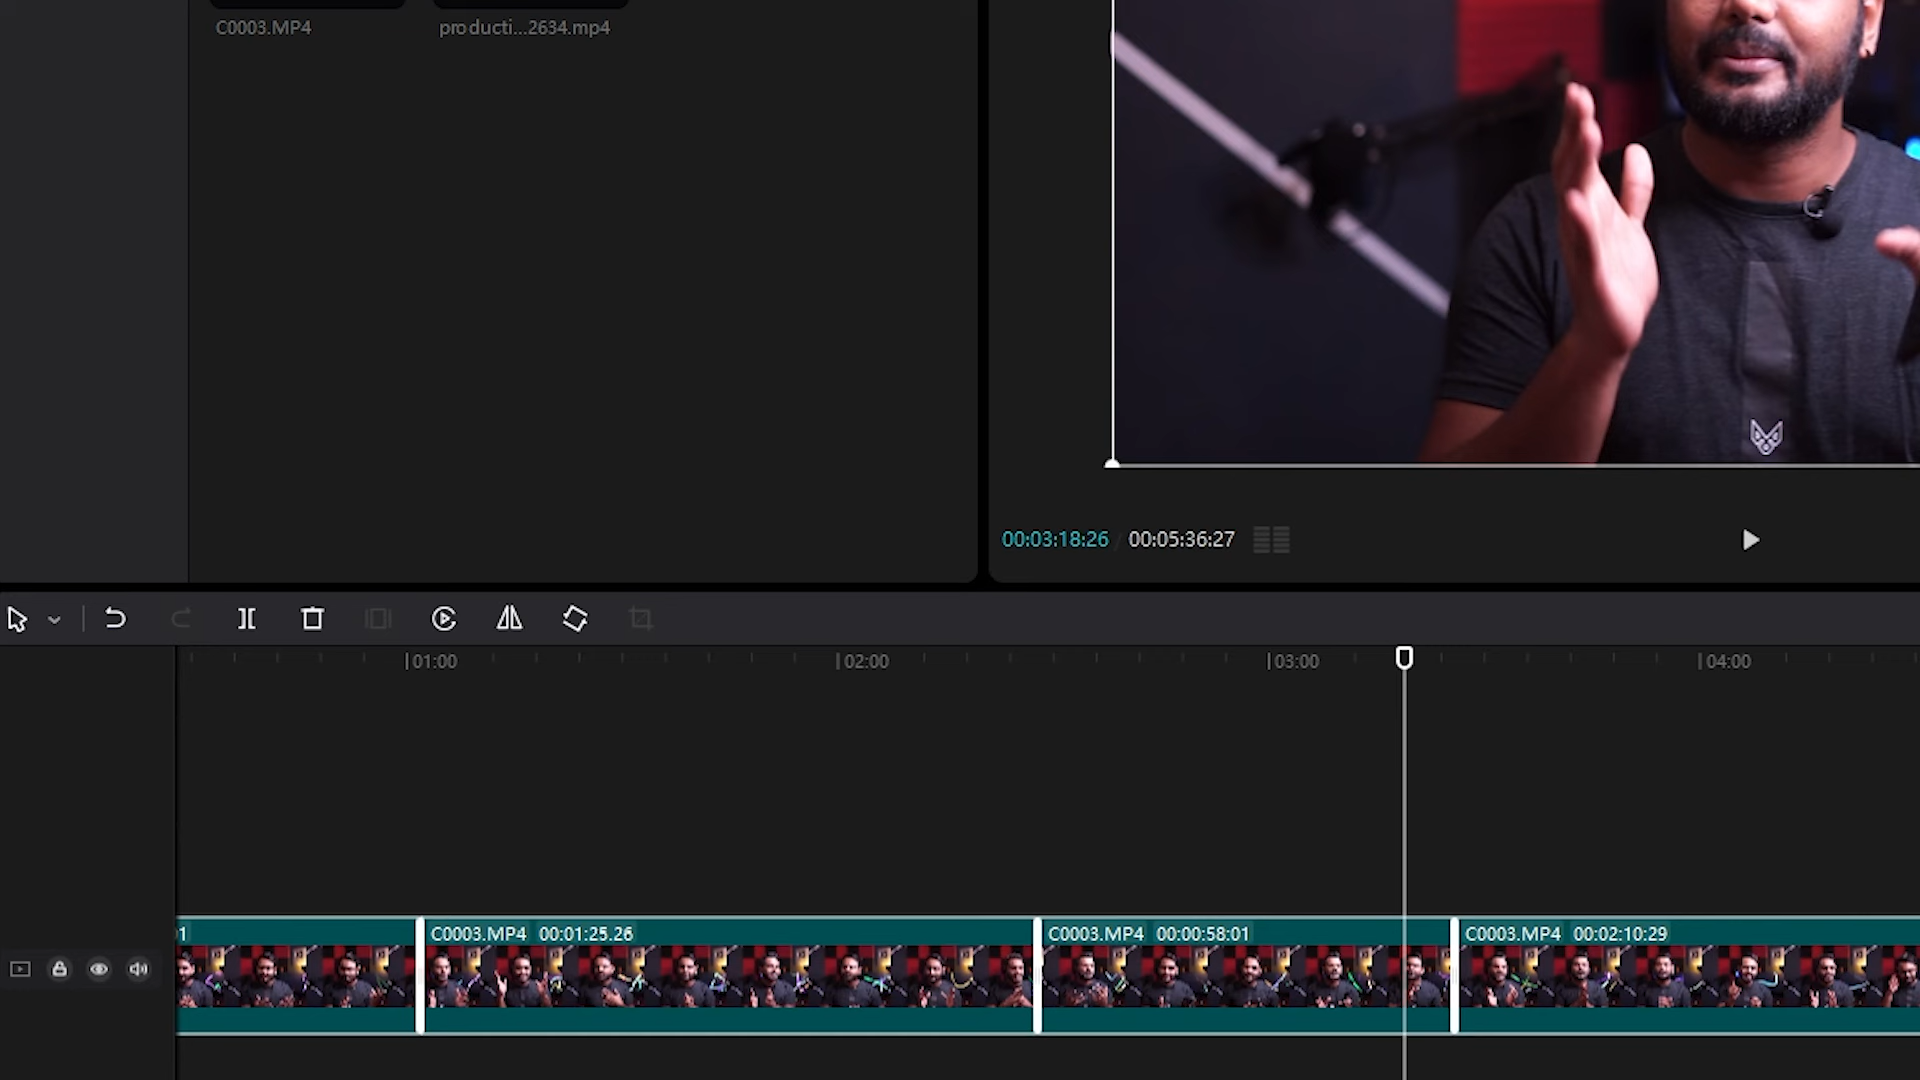 C0003.MP4
producti...2634.mp4
00:03:18:26 00:05:36:27
01:00 02:00 03:00 04:00
1 C0003.MP4 00:01:25.26 C0003.MP4 00:00:58:01 C0003.MP4 00:02:10:29